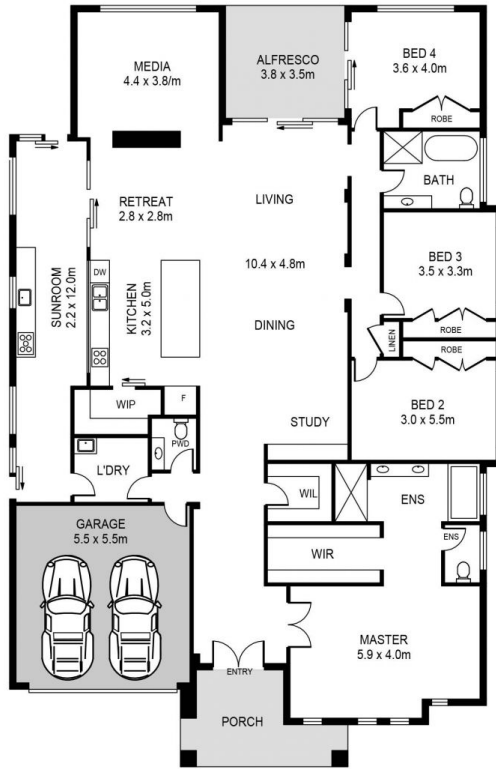 MEDIA
4.4 x 3.8/m
ALFRESCO
3.8 x 3.5m
BED 4
3.6 x 4.0m
ROBE
BATH
RETREAT
2.8 x 2.8m
LIVING
SUNROOM
2.2 x 12.0m
DW
KITCHEN
3.2 x 5.0m
10.4 x 4.8m
BED 3
3.5 x 3.3m
ROBE
DINING
LINEN
ROBE
WIP
F
BED 2
3.0 x 5.5m
STUDY
PWD
L'DRY
WIL
ENS
GARAGE
5.5 x 5.5m
WIR
ENS
MASTER
5.9 x 4.0m
ENTRY
PORCH